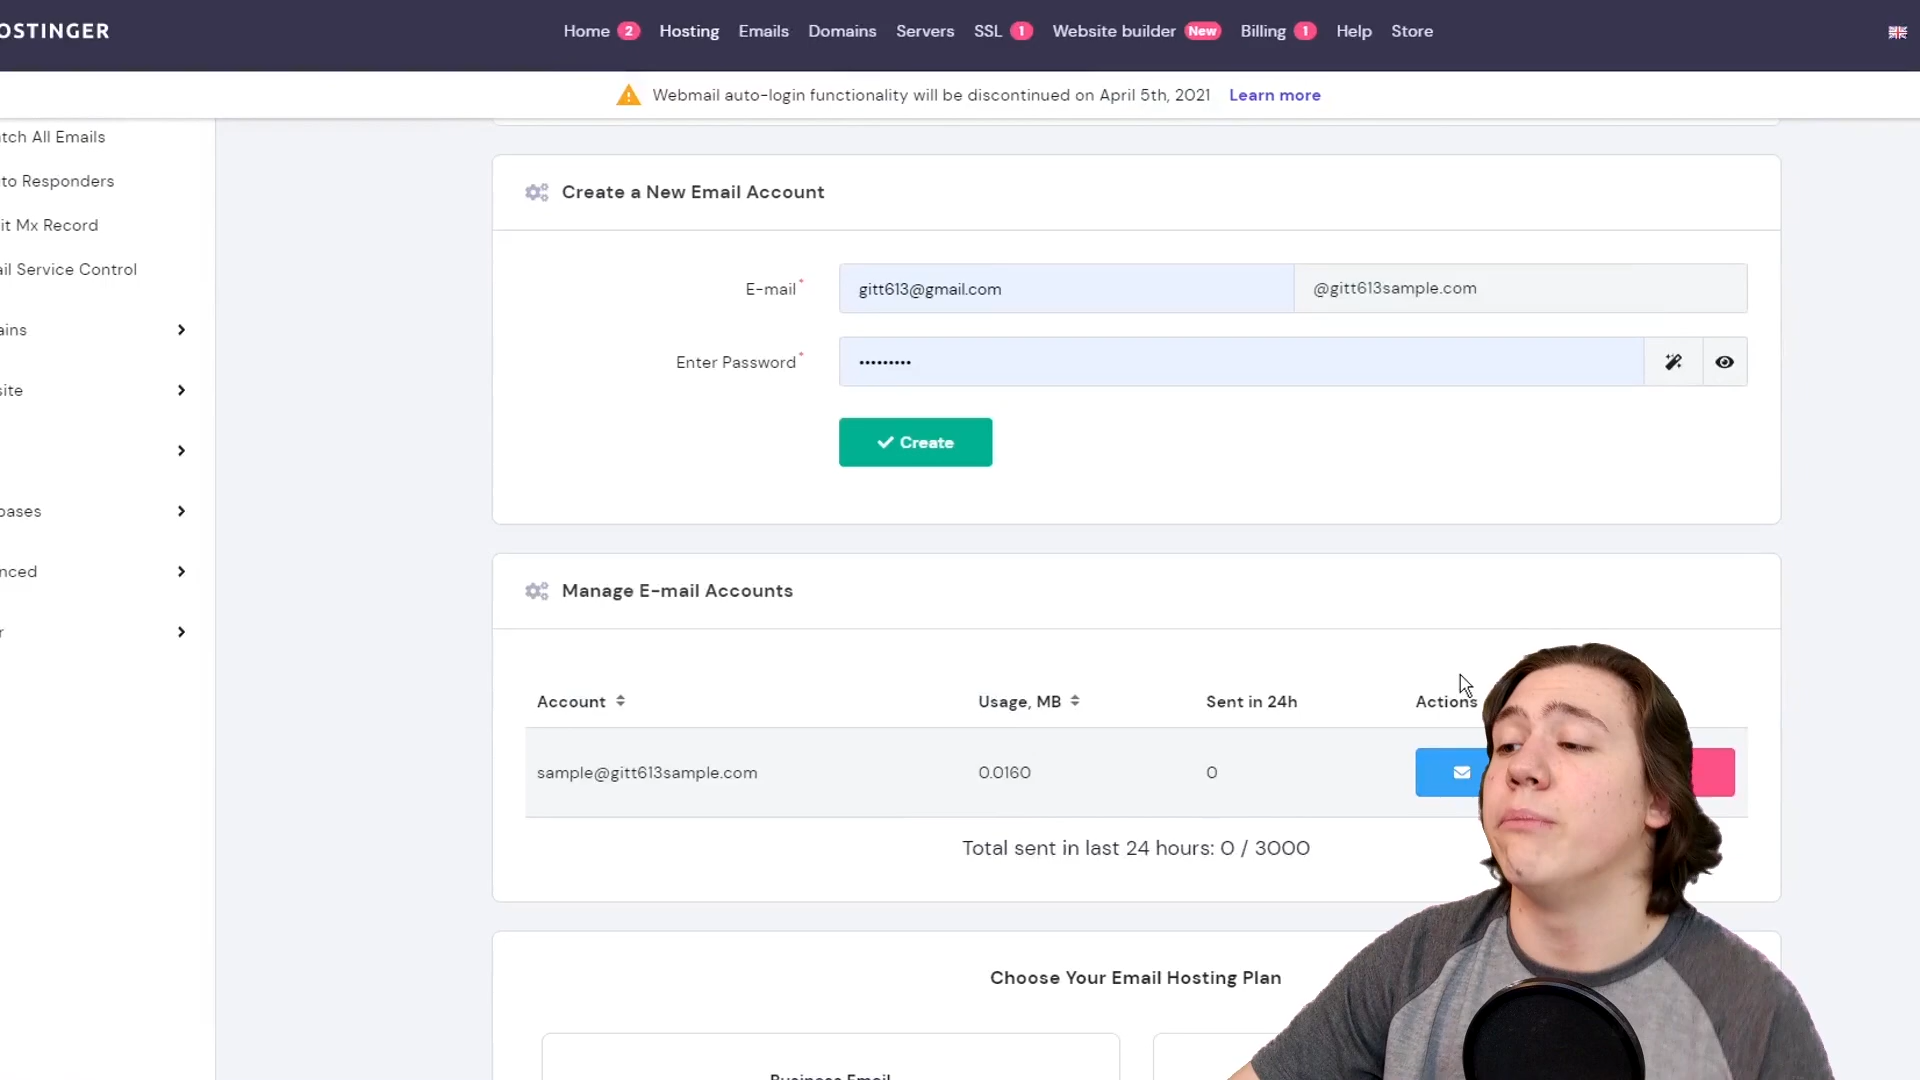 OSTINGER
Home 2 Hosting Emails Domains Servers SSL 1 Website builder New Billing 1 Help Store
Webmail auto-login functionality will be discontinued on April 5th, 2021 Learn more
tch All Emails
to Responders
it Mx Record
ail Service Control
ains
site
bases
nced
r
Create a New Email Account
E-mail* gitt613@gmail.com @gitt613sample.com
Enter Password* •••••••••
Create
Manage E-mail Accounts
Account Usage, MB Sent in 24h Actions
sample@gitt613sample.com 0.0160 0
Total sent in last 24 hours: 0 / 3000
Choose Your Email Hosting Plan
Business Email